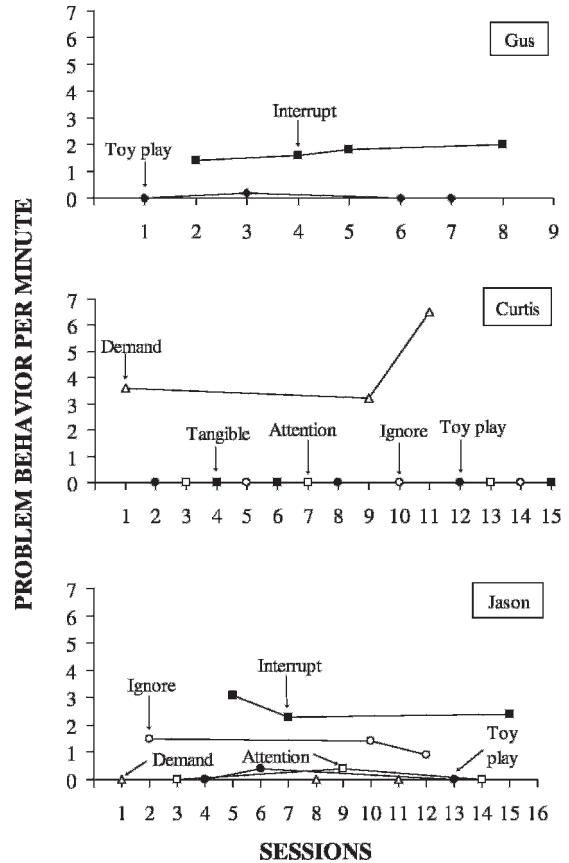 PROBLEM BEHAVIOR PER MINUTE
7
Gus
6
5
4
Interrupt
3
2
Toy play
1
0
1 2 3 4 5 6 7 8 9
7
Curtis
6
5
Demand
4
3
2
Tangible Attention Ignore Toy play
1
0
1 2 3 4 5 6 7 8 9 10 11 12 13 14 15
7
Jason
6
5
4
Interrupt
Ignore
3
2
Toy
play
1
Demand Attention
0
1 2 3 4 5 6 7 8 9 10 11 12 13 14 15 16
SESSIONS